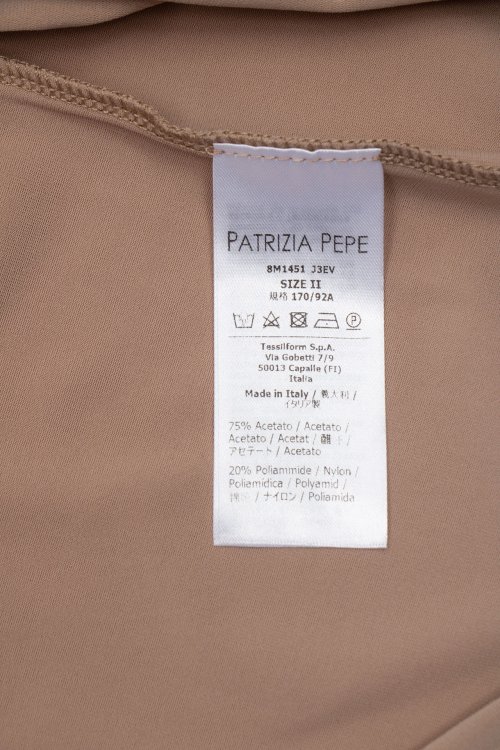 PATRIZIA PEPE
8M1451 J3EV
SIZE II
规格 170/92A
Tessilform S.p.A.
Via Gobetti 7/9
50013 Capalle (FI)
Italia
Made in Italy / 義大利 /
イタリア製
75% Acetato / Acetato /
Acetato / Acetat / 醋
アセテート / Acetato
20% Poliammide / Nylon /
Poliamidica / Polyamid /
/ ナイロン / Poliamida